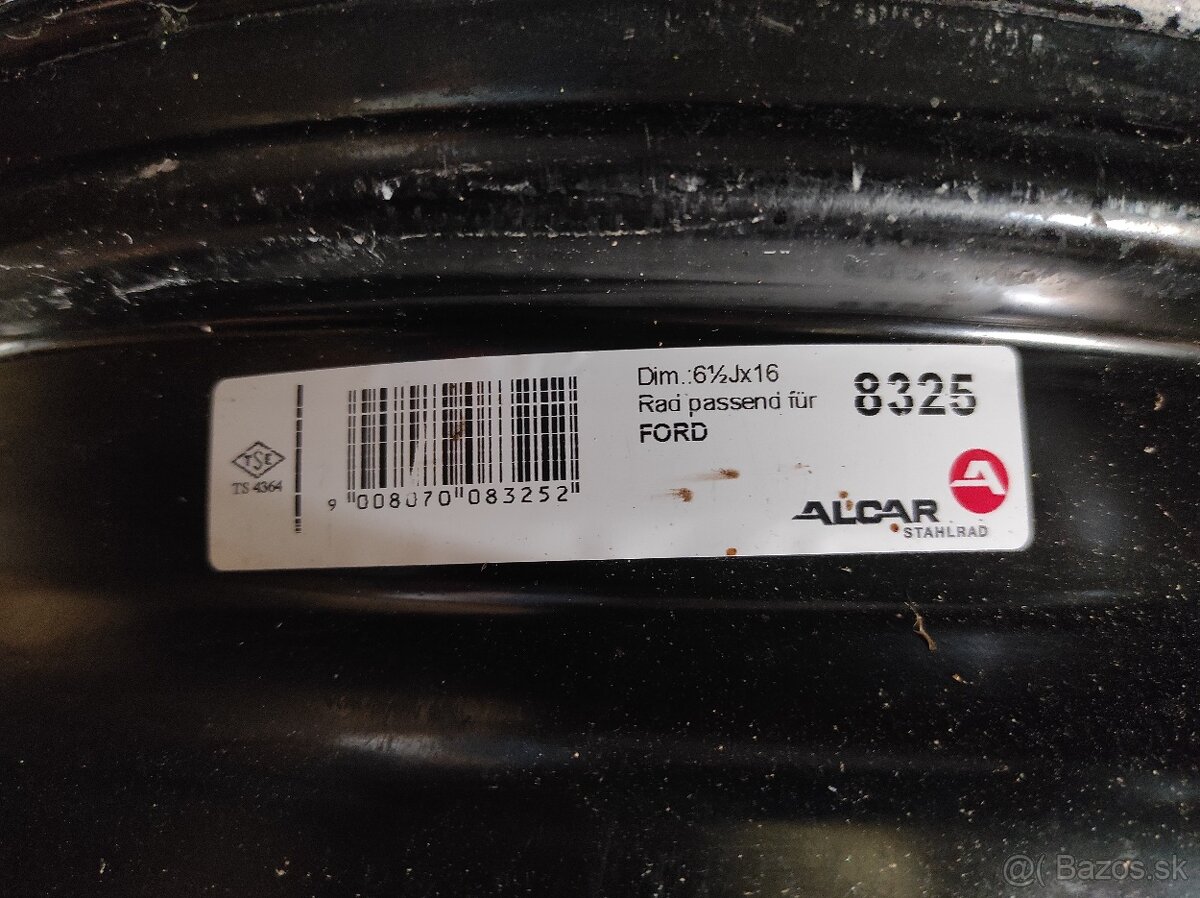 TSE
TS 4364
9 008070 083252
Dim.:6½Jx16
Rad passend für
FORD
8325
A
ALCAR
STAHLRAD
@( Bazos.sk